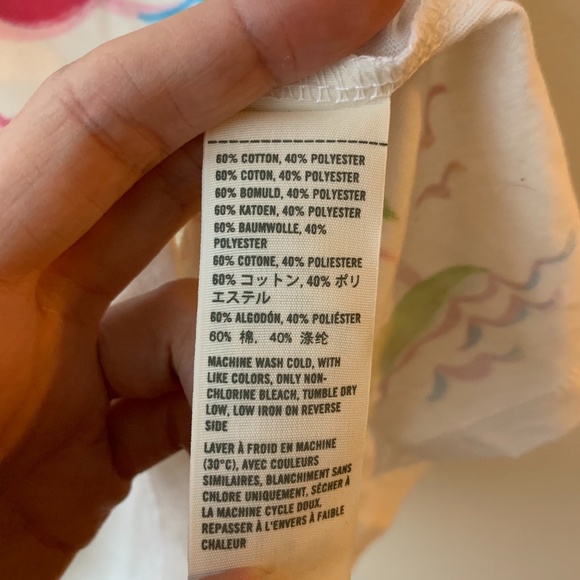 60% COTTON, 40% POLYESTER
60% COTON, 40% POLYESTER
60% BOMULD, 40% POLYESTER
60% KATOEN, 40% POLYESTER
60% BAUMWOLLE, 40%
POLYESTER
60% COTONE, 40% POLIESTERE
60% コットン, 40% ポリ
エステル
60% ALGODÓN, 40% POLIÉSTER
60% 棉, 40% 涤纶
MACHINE WASH COLD, WITH
LIKE COLORS, ONLY NON-
CHLORINE BLEACH, TUMBLE DRY
LOW, LOW IRON ON REVERSE
SIDE
LAVER À FROID EN MACHINE
(30°C), AVEC COULEURS
SIMILAIRES, BLANCHIMENT SANS
CHLORE UNIQUEMENT, SÉCHER À
LA MACHINE CYCLE DOUX,
REPASSER À L'ENVERS À FAIBLE
CHALEUR